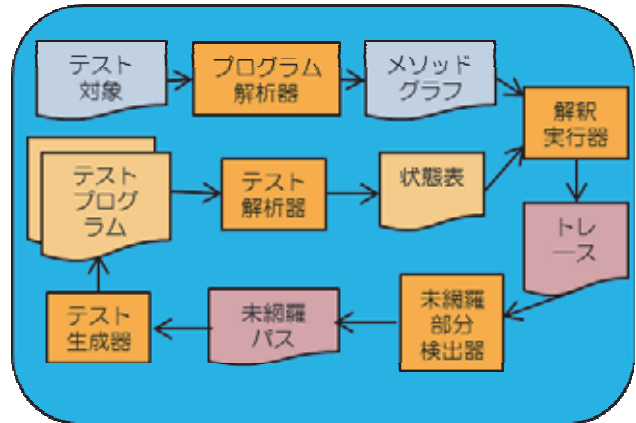 テスト
対象
プログラム
解析器
メソッド
グラフ
解釈
実行器
テスト
プログ
ラム
テスト
解析器
状態表
トレ
ース
テスト
生成器
未網羅
パス
未網羅
部分
検出器